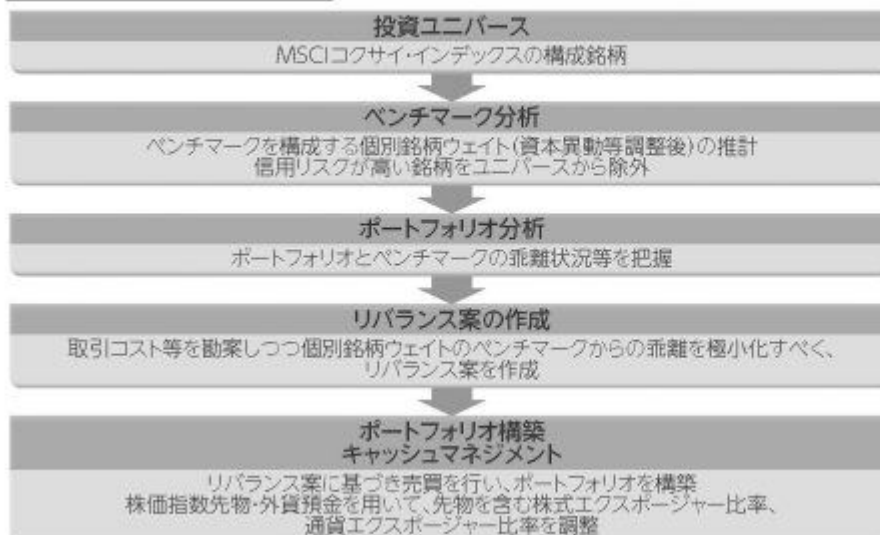 投資ユニバース
MSCIコクサイ・インデックスの構成銘柄
ベンチマーク分析
ベンチマークを構成する個別銘柄ウェイト(資本異動等調整後)の推計
信用リスクが高い銘柄をユニバースから除外
ポートフォリオ分析
ポートフォリオとベンチマークの乖離状況等を把握
リバランス案の作成
取引コスト等を勘案しつつ個別銘柄ウェイトのベンチマークからの乖離を極小化すべく、
リバランス案を作成
ポートフォリオ構築
キャッシュマネジメント
リバランス案に基づき売買を行い、ポートフォリオを構築
株価指数先物・外貨預金を用いて、先物を含む株式エクスポージャー比率、
通貨エクスポージャー比率を調整